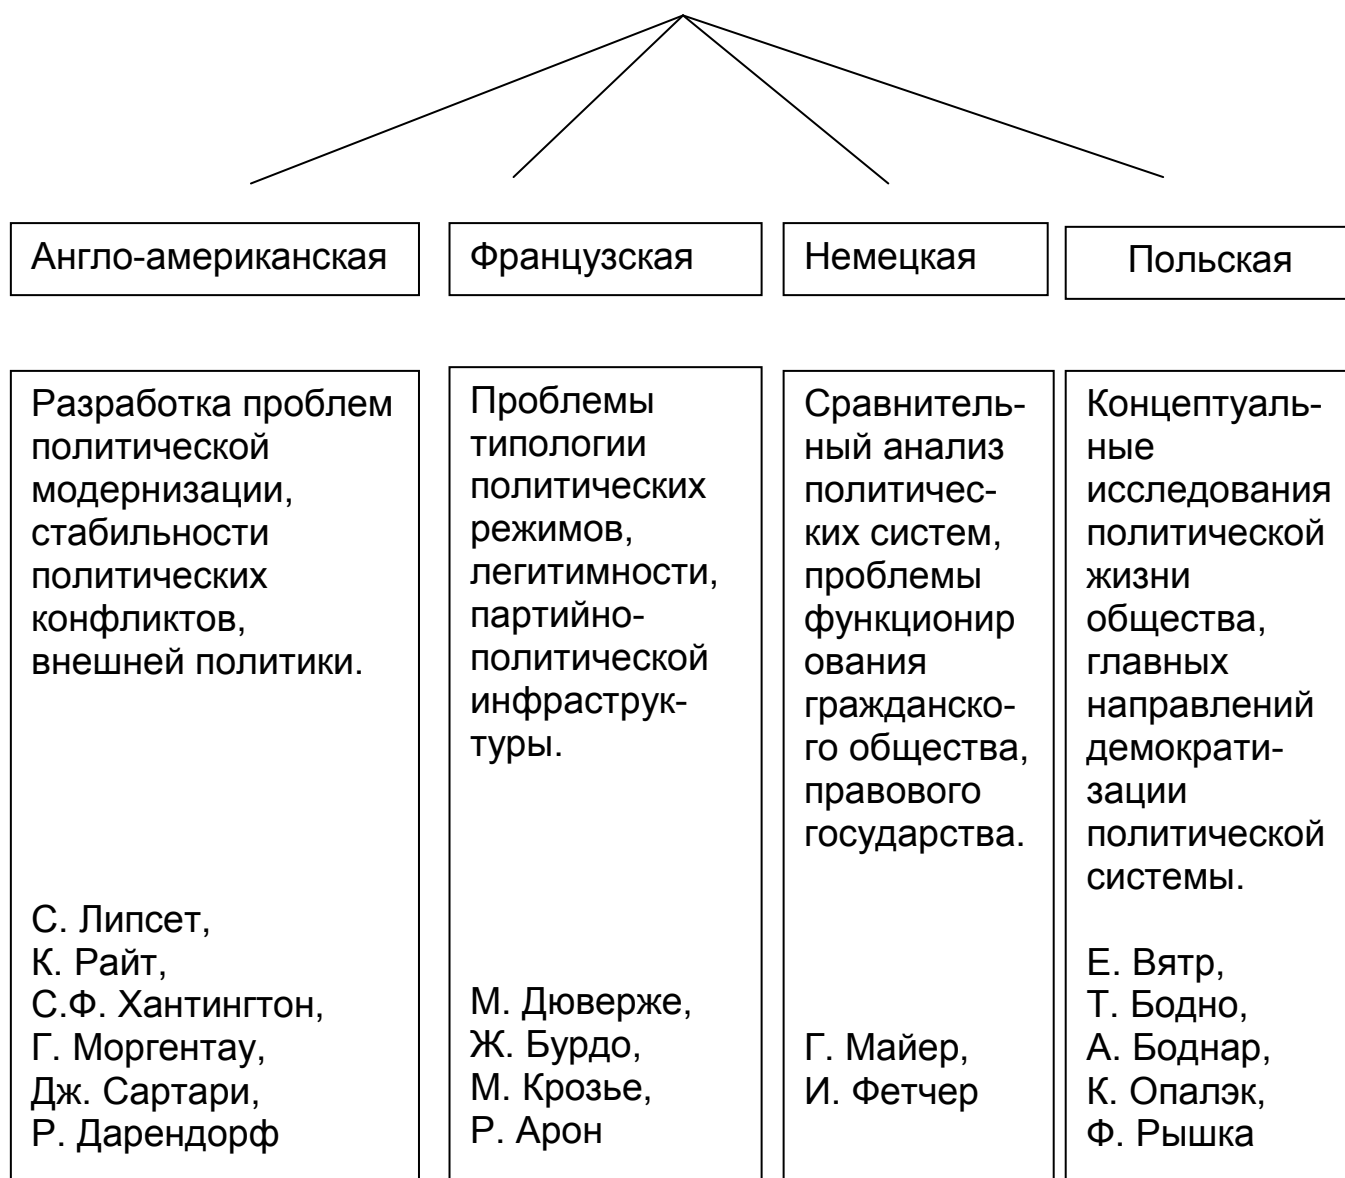 Англо-американская
Французская
Немецкая
Польская
Разработка проблем
политической
модернизации,
стабильности
политических
конфликтов,
внешней политики.
С. Липсет,
К. Райт,
С.Ф. Хантингтон,
Г. Моргентау,
Дж. Сартари,
Р. Дарендорф
Проблемы
типологии
политических
режимов,
легитимности,
партийно-
политической
инфраструк-
туры.
М. Дюверже,
Ж. Бурдо,
М. Крозье,
Р. Арон
Сравнитель-
ный анализ
политичес-
ких систем,
проблемы
функционир
ования
гражданско-
го общества,
правового
государства.
Г. Майер,
И. Фетчер
Концептуаль-
ные
исследования
политической
жизни
общества,
главных
направлений
демократи-
зации
политической
системы.
Е. Вятр,
Т. Бодно,
А. Боднар,
К. Опалэк,
Ф. Рышка